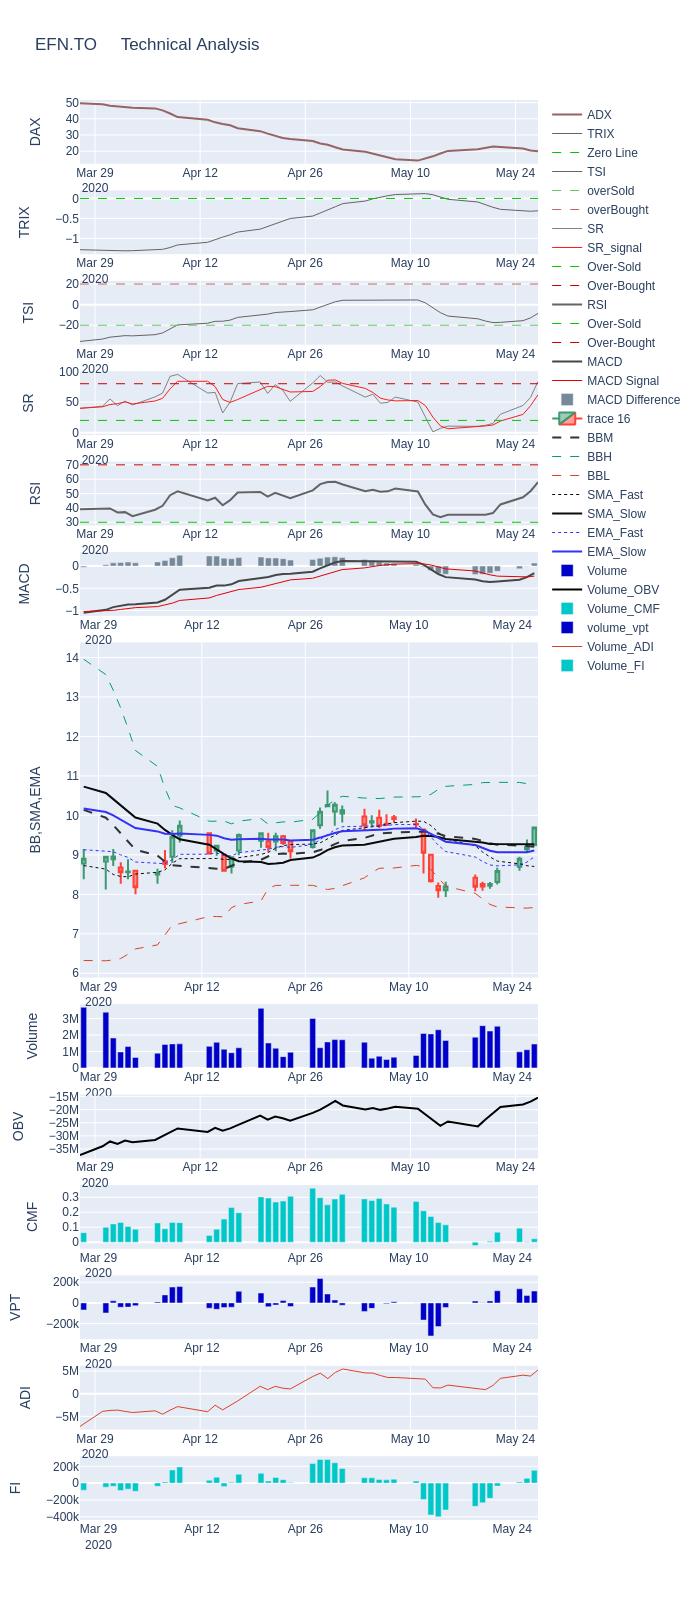 EFN.TO     Technical Analysis
DAX
50
40
30
20
Mar 29
Apr 12
Apr 26
May 10
May 24
2020
TRIX
0
−0.5
−1
Mar 29
Apr 12
Apr 26
May 10
May 24
2020
TSI
20
0
−20
Mar 29
Apr 12
Apr 26
May 10
May 24
2020
SR
100
50
0
Mar 29
Apr 12
Apr 26
May 10
May 24
2020
RSI
70
60
50
40
30
Mar 29
Apr 12
Apr 26
May 10
May 24
2020
MACD
0
−0.5
−1
Mar 29
Apr 12
Apr 26
May 10
May 24
2020
BB,SMA,EMA
14
13
12
11
10
9
8
7
6
Mar 29
Apr 12
Apr 26
May 10
May 24
2020
Volume
3M
2M
1M
0
Mar 29
Apr 12
Apr 26
May 10
May 24
2020
OBV
−15M
−20M
−25M
−30M
−35M
Mar 29
Apr 12
Apr 26
May 10
May 24
2020
CMF
0.3
0.2
0.1
0
Mar 29
Apr 12
Apr 26
May 10
May 24
2020
VPT
200k
0
−200k
Mar 29
Apr 12
Apr 26
May 10
May 24
2020
ADI
5M
0
−5M
Mar 29
Apr 12
Apr 26
May 10
May 24
2020
FI
200k
0
−200k
−400k
Mar 29
Apr 12
Apr 26
May 10
May 24
2020
ADX
TRIX
Zero Line
TSI
overSold
overBought
SR
SR_signal
Over-Sold
Over-Bought
RSI
Over-Sold
Over-Bought
MACD
MACD Signal
MACD Difference
trace 16
BBM
BBH
BBL
SMA_Fast
SMA_Slow
EMA_Fast
EMA_Slow
Volume
Volume_OBV
Volume_CMF
volume_vpt
Volume_ADI
Volume_FI